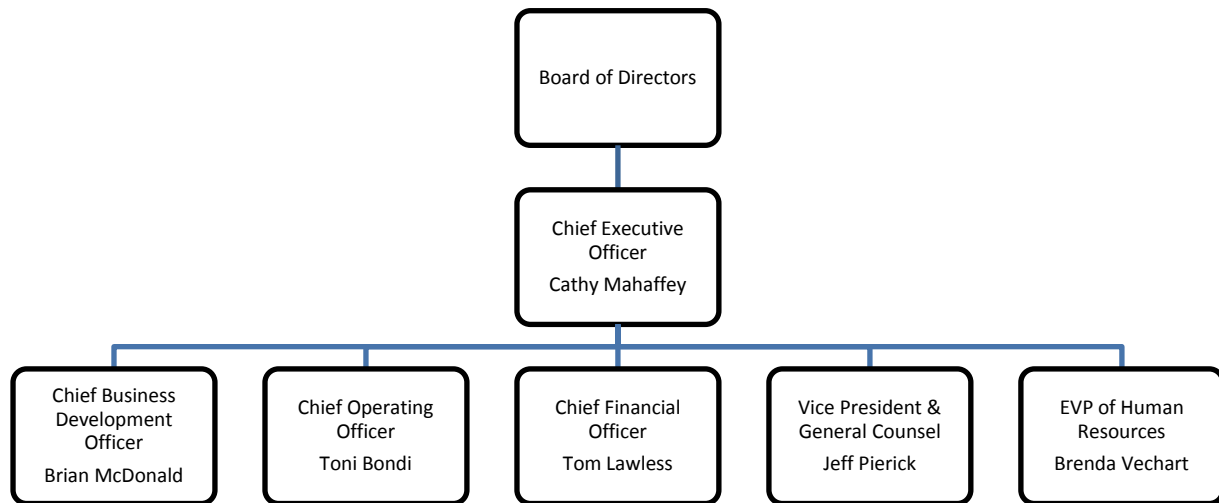 Board of Directors
Chief Executive
Officer
Cathy Mahaffey
Chief Business
Development
Officer
Brian McDonald
Chief Operating
Officer
Toni Bondi
Chief Financial
Officer
Tom Lawless
Vice President &
General Counsel
Jeff Pierick
EVP of Human
Resources
Brenda Vechart